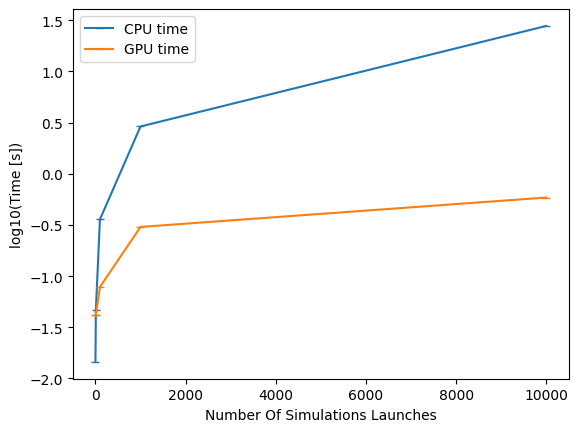 CPU time
GPU time
1.5
1.0
0.5
0.0
−0.5
−1.0
−1.5
−2.0
log10(Time [s])
0 2000 4000 6000 8000 10000
Number Of Simulations Launches